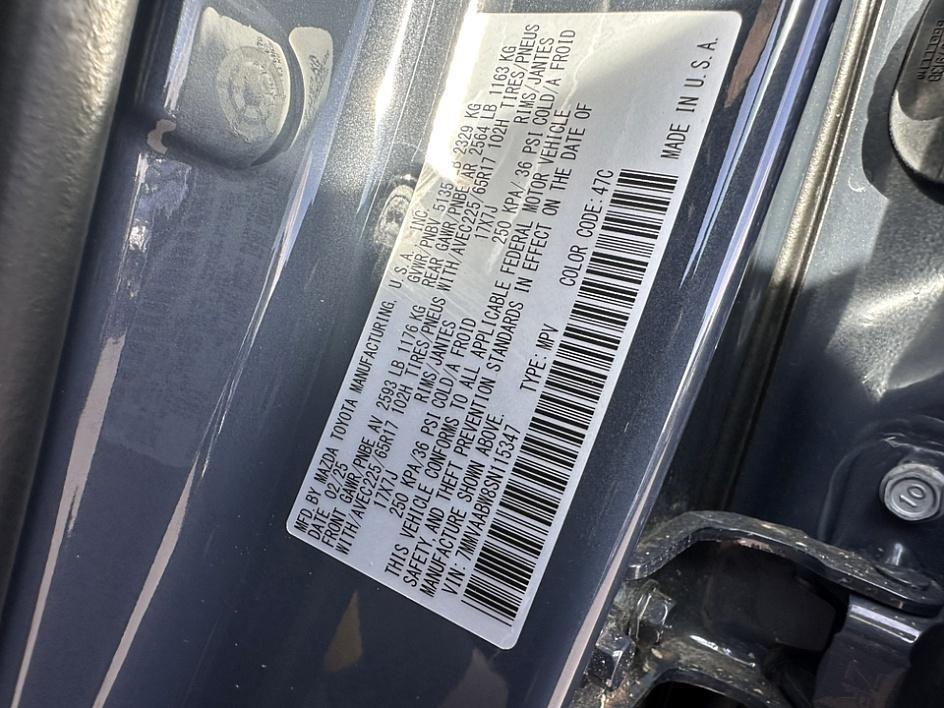 MFD. BY MAZDA TOYOTA MANUFACTURING, U.S.A., INC.
DATE 02/25 GVWR/PNBV 5135 LB 2329 KG
FRONT GAWR/PNBE AV 2593 LB 1176 KG REAR GAWR/PNBE AR 2564 LB 1163 KG
WITH/AVEC225/65R17 102H TIRES/PNEUS WITH/AVEC225/65R17 102H TIRES/PNEUS
17X7J RIMS/JANTES 17X7J RIMS/JANTES
250 KPA/36 PSI COLD/A FROID 250 KPA/36 PSI COLD/A FROID
THIS VEHICLE CONFORMS TO ALL APPLICABLE FEDERAL MOTOR VEHICLE
SAFETY AND THEFT PREVENTION STANDARDS IN EFFECT ON THE DATE OF
MANUFACTURE SHOWN ABOVE.
VIN: 7MMVAABW8SN115347 TYPE: MPV COLOR CODE: 47C
MADE IN U.S.A.
10